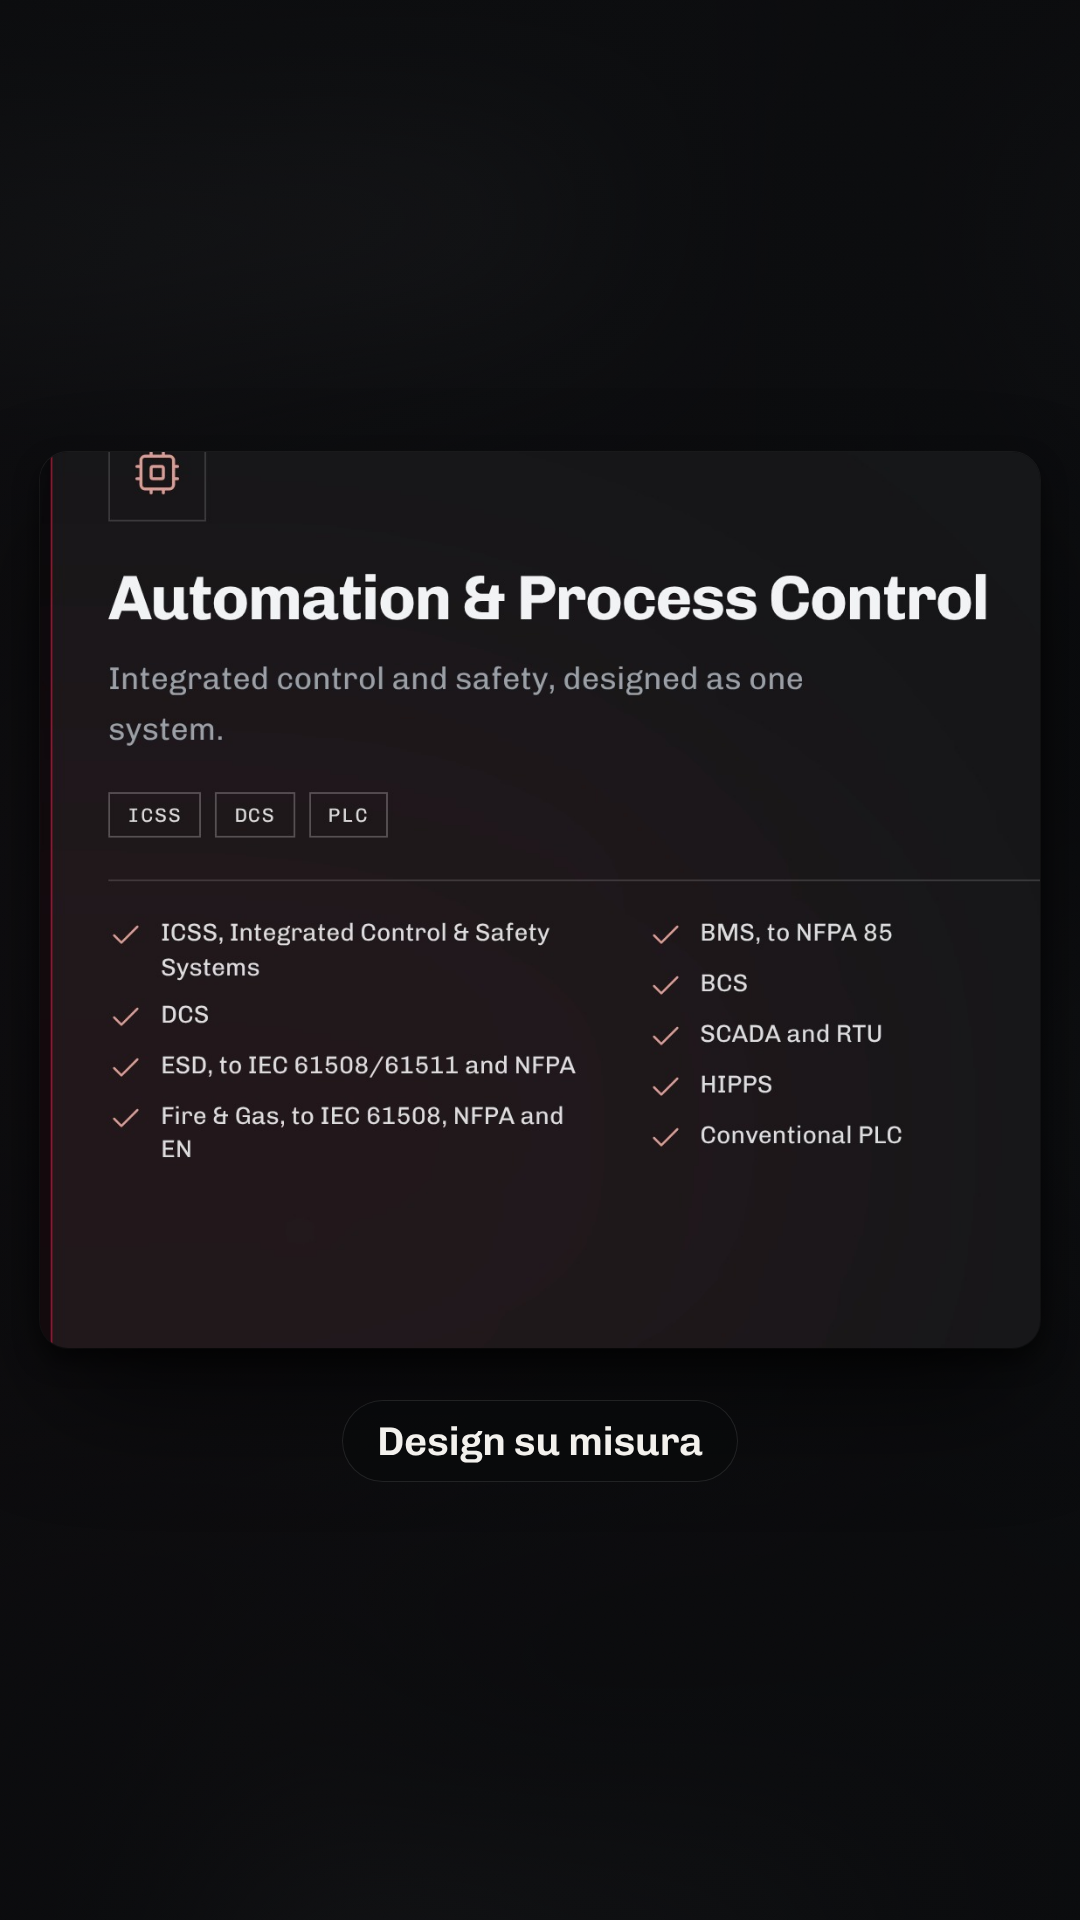 Automation & Process Control
Integrated control and safety, designed as one
system.
ICSS
DCS
PLC
ICSS, Integrated Control & Safety
Systems
DCS
ESD, to IEC 61508/61511 and NFPA
Fire & Gas, to IEC 61508, NFPA and
EN
BMS, to NFPA 85
BCS
SCADA and RTU
HIPPS
Conventional PLC
Design su misura